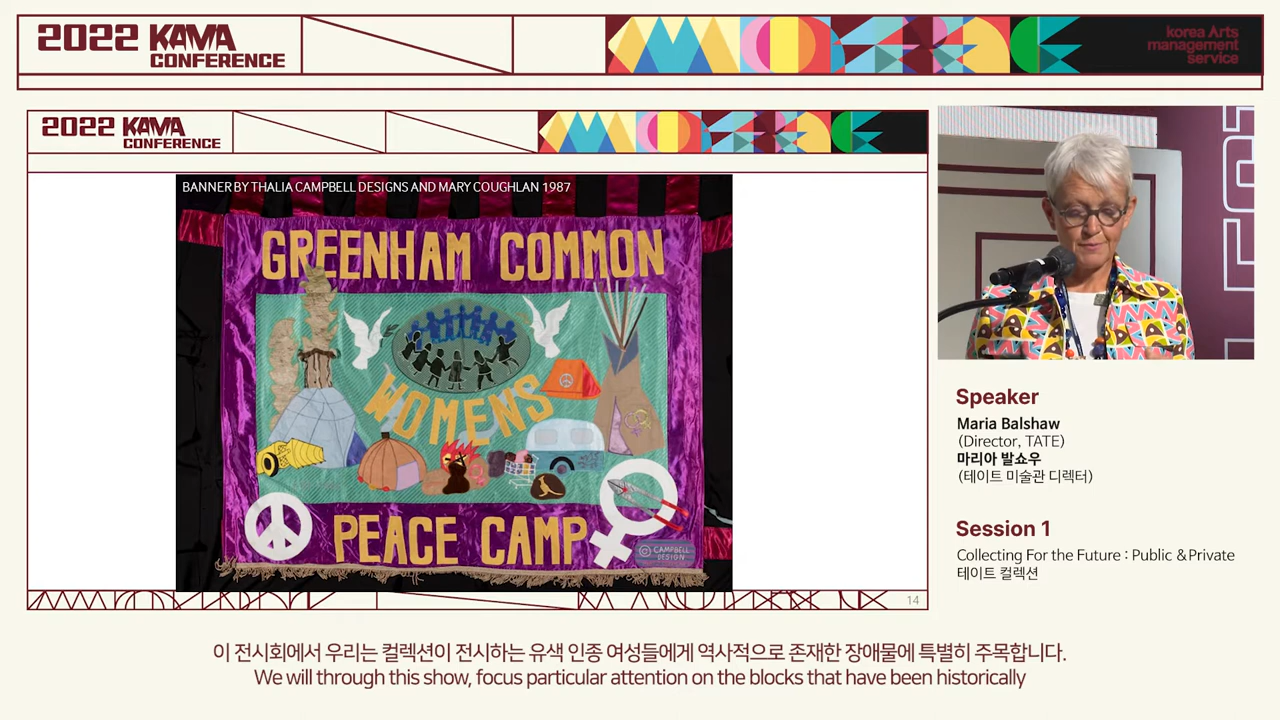 2022 KAMA
CONFERENCE
korea Arts
management
service
2022 KAMA
CONFERENCE
BANNER BY THALIA CAMPBELL DESIGNS AND MARY COUGHLAN 1987
GREENHAM COMMON
WOMENS
PEACE CAMP
© CAMPBELL
DESIGN
14
Speaker
Maria Balshaw
(Director, TATE)
마리아 발쇼우
(테이트 미술관 디렉터)
Session 1
Collecting For the Future : Public & Private
테이트 컬렉션
이 전시회에서 우리는 컬렉션이 전시하는 유색 인종 여성들에게 역사적으로 존재한 장애물에 특별히 주목합니다.
We will through this show, focus particular attention on the blocks that have been historically